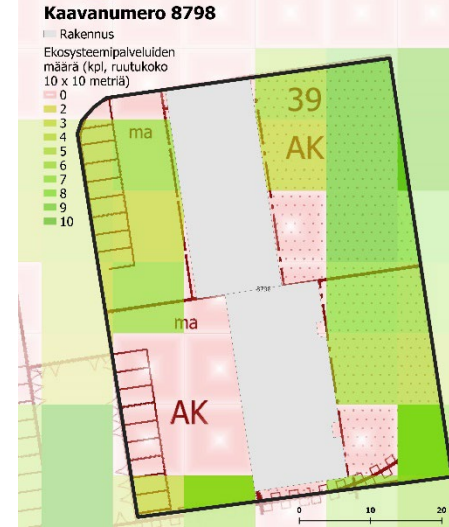 Kaavanumero 8798
Rakennus
Ekosysteemipalveluiden
määrä (kpl, ruutukoko
10 x 10 metriä)
0
2
3
4
5
6
7
8
9
10
39
ma
AK
8798
ma
AK
0 10 20